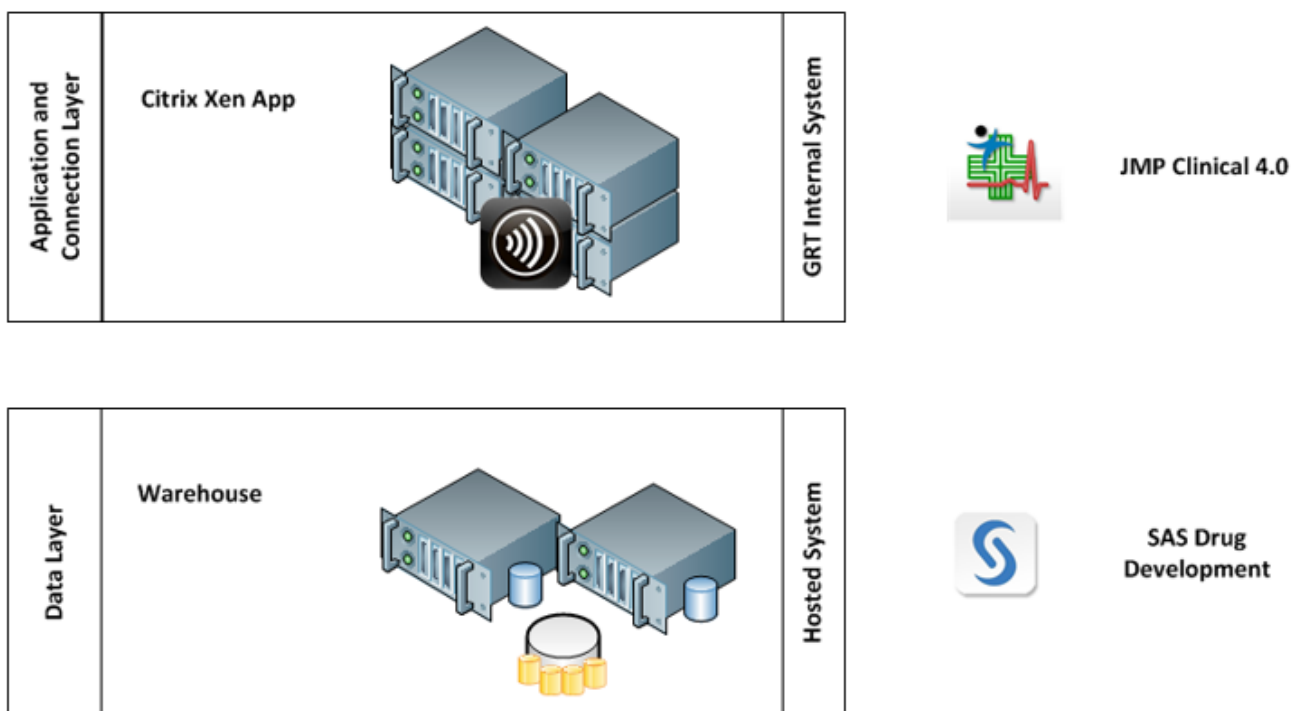 Application and
Connection Layer
Citrix Xen App
GRT Internal System
JMP Clinical 4.0
Data Layer
Warehouse
Hosted System
SAS Drug
Development